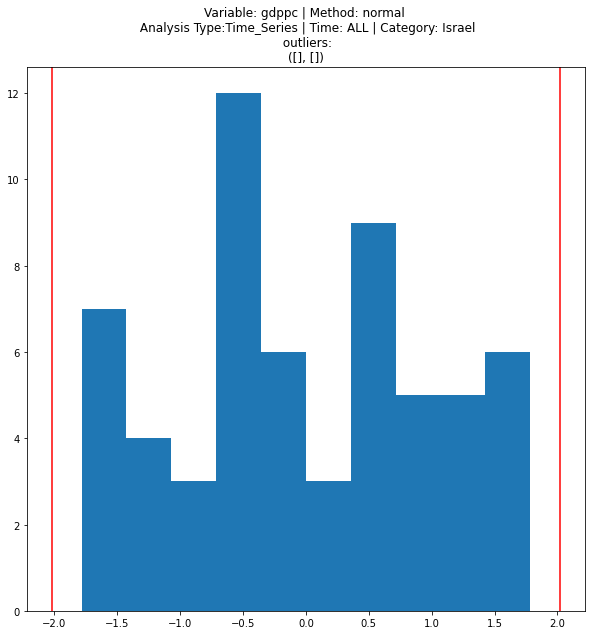 Variable: gdppc | Method: normal
Analysis Type:Time_Series | Time: ALL | Category: Israel
outliers:
([], [])
12
10
8
6
4
2
0
−2.0 −1.5 −1.0 −0.5 0.0 0.5 1.0 1.5 2.0